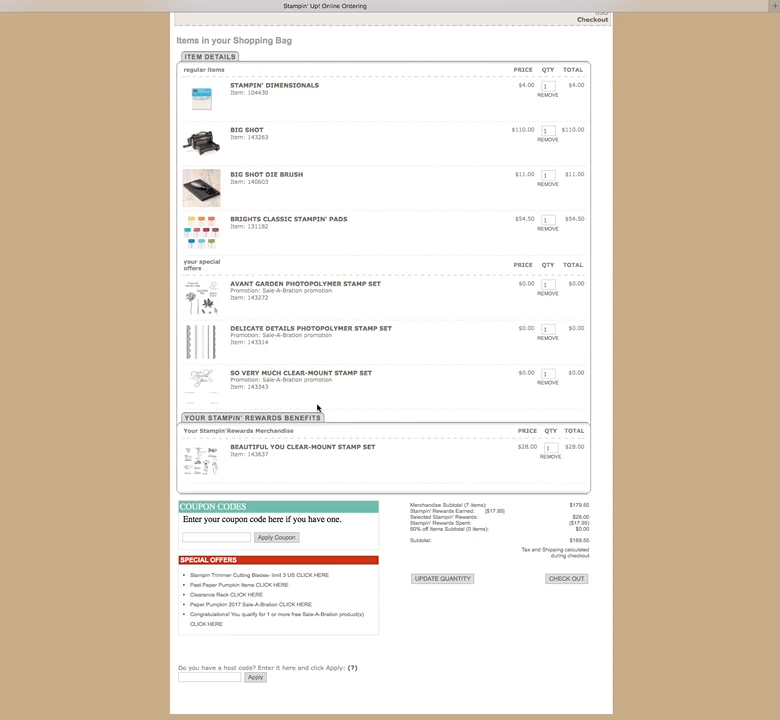 Stampin' Up! Online Ordering
Checkout
Items in your Shopping Bag
ITEM DETAILS
regular items PRICE QTY TOTAL
STAMPIN' DIMENSIONALS $4.00 1 $4.00
Item: 104430 REMOVE
BIG SHOT $110.00 1 $110.00
Item: 143263 REMOVE
BIG SHOT DIE BRUSH $11.00 1 $11.00
Item: 140603 REMOVE
BRIGHTS CLASSIC STAMPIN' PADS $54.50 1 $54.50
Item: 131182 REMOVE
your special offers PRICE QTY TOTAL
AVANT GARDEN PHOTOPOLYMER STAMP SET $0.00 1 $0.00
Promotion: Sale-A-Bration promotion REMOVE
Item: 143272
DELICATE DETAILS PHOTOPOLYMER STAMP SET $0.00 1 $0.00
Promotion: Sale-A-Bration promotion REMOVE
Item: 143314
SO VERY MUCH CLEAR-MOUNT STAMP SET $0.00 1 $0.00
Promotion: Sale-A-Bration promotion REMOVE
Item: 143343
YOUR STAMPIN' REWARDS BENEFITS
Your Stampin'Rewards Merchandise PRICE QTY TOTAL
BEAUTIFUL YOU CLEAR-MOUNT STAMP SET $28.00 1 $28.00
Item: 143637 REMOVE
COUPON CODES
Enter your coupon code here if you have one.
Apply Coupon
SPECIAL OFFERS
• Stampin Trimmer Cutting Blades- limit 3 US CLICK HERE
• Past Paper Pumpkin Items CLICK HERE
• Clearance Rack CLICK HERE
• Paper Pumpkin 2017 Sale-A-Bration CLICK HERE
• Congratulations! You qualify for 1 or more free Sale-A-Bration product(s)
CLICK HERE
Merchandise Subtotal (7 items): $179.50
Stampin' Rewards Earned: [$17.95]
Selected Stampin' Rewards: $28.00
Stampin' Rewards Spent: ($17.95)
50% off Items Subtotal (0 items): $0.00
Subtotal: $189.55
Tax and Shipping calculated
during checkout
UPDATE QUANTITY CHECK OUT
Do you have a host code? Enter it here and click Apply: (?)
Apply